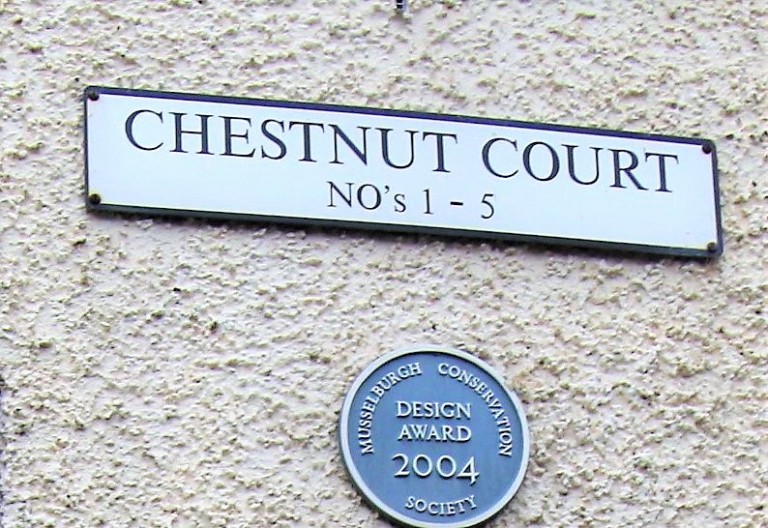 CHESTNUT COURT
NO's 1 - 5
MUSSELBURGH CONSERVATION
DESIGN
AWARD
2004
SOCIETY